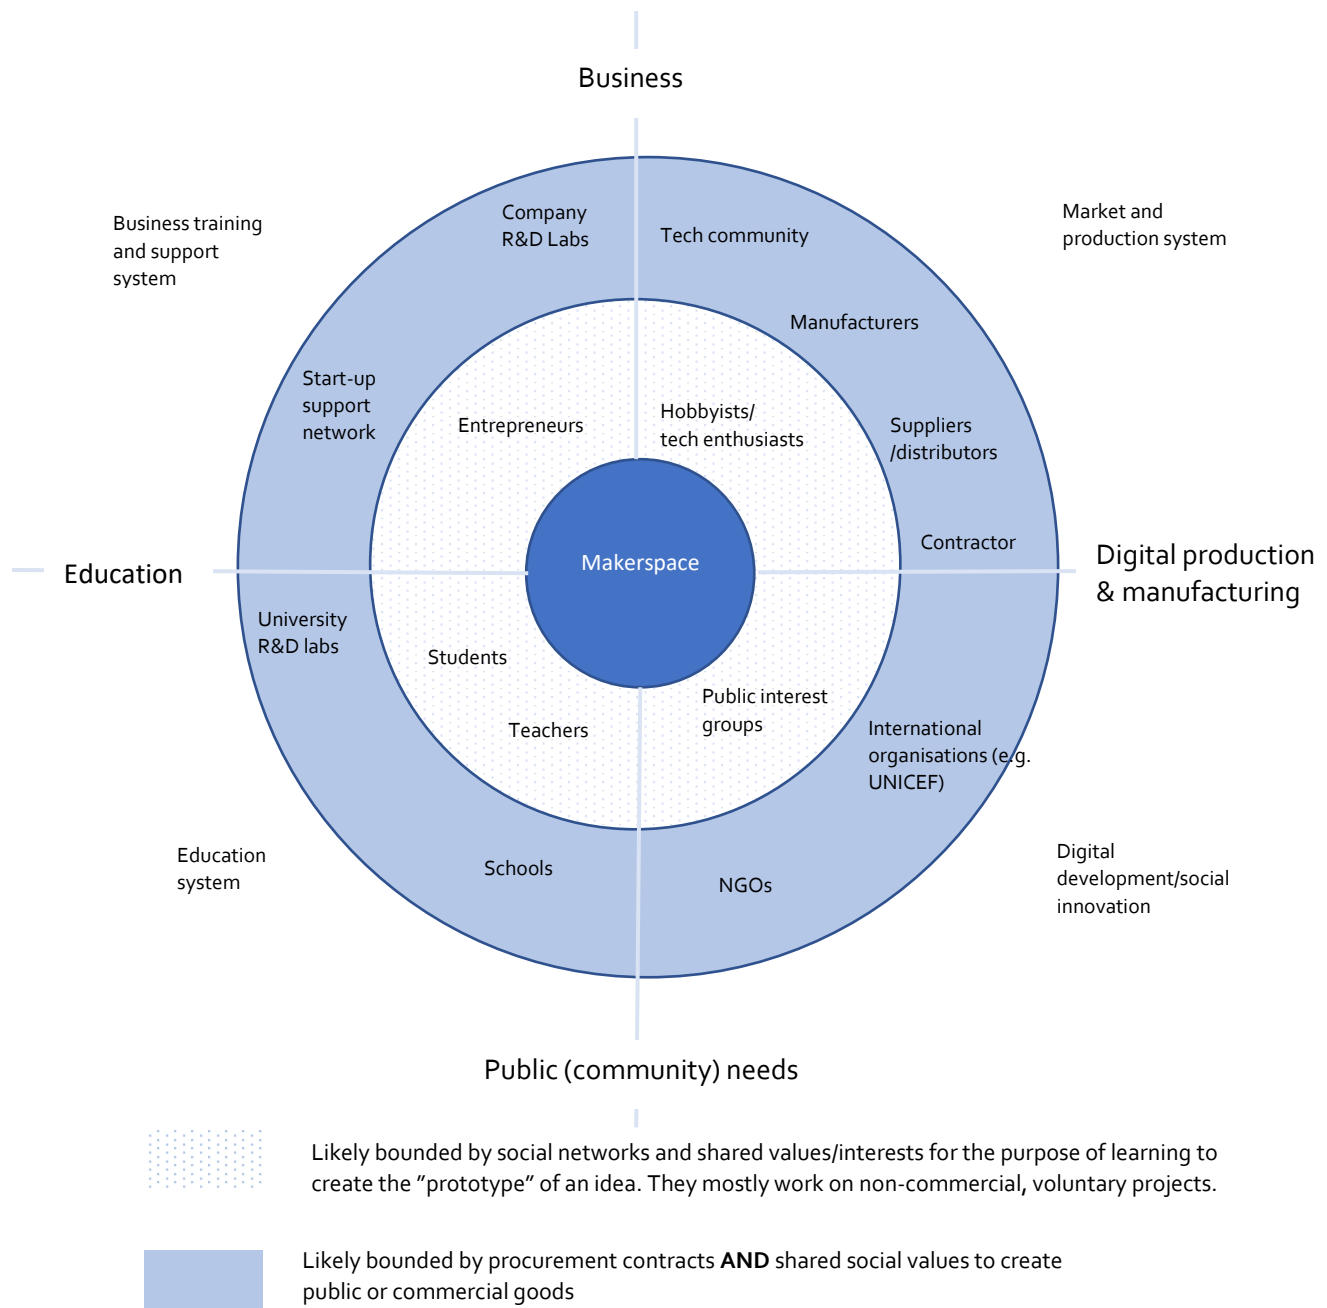 Business
Business training
and support
system
Company
R&D Labs
Tech community
Market and
production system
Manufacturers
Start-up
support
network
Entrepreneurs
Hobbyists/
tech enthusiasts
Suppliers
/distributors
Contractor
Makerspace
Education
Digital production
& manufacturing
University
R&D labs
Students
Teachers
Public interest
groups
International
organisations (e.g.
UNICEF)
Education
system
Schools
NGOs
Digital
development/social
innovation
Public (community) needs
Likely bounded by social networks and shared values/interests for the purpose of learning to
create the ”prototype” of an idea. They mostly work on non-commercial, voluntary projects.
Likely bounded by procurement contracts AND shared social values to create
public or commercial goods